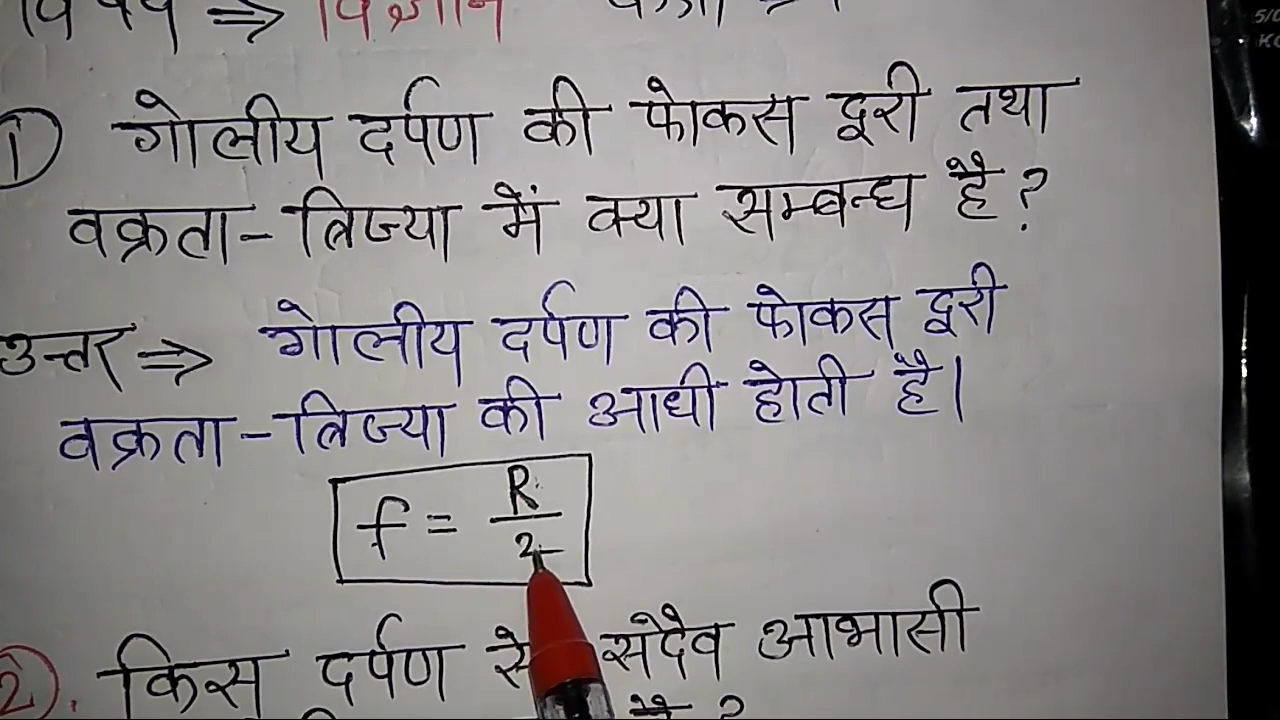 विषय ⇒ विज्ञान
1) गोलीय दर्पण की फोकस दूरी तथा
वक्रता-त्रिज्या में क्या सम्बन्ध है?
उत्तर ⇒ गोलीय दर्पण की फोकस दूरी
वक्रता-त्रिज्या की आधी होती है।
f = R/2
2). किस दर्पण से सदैव आभासी
है?